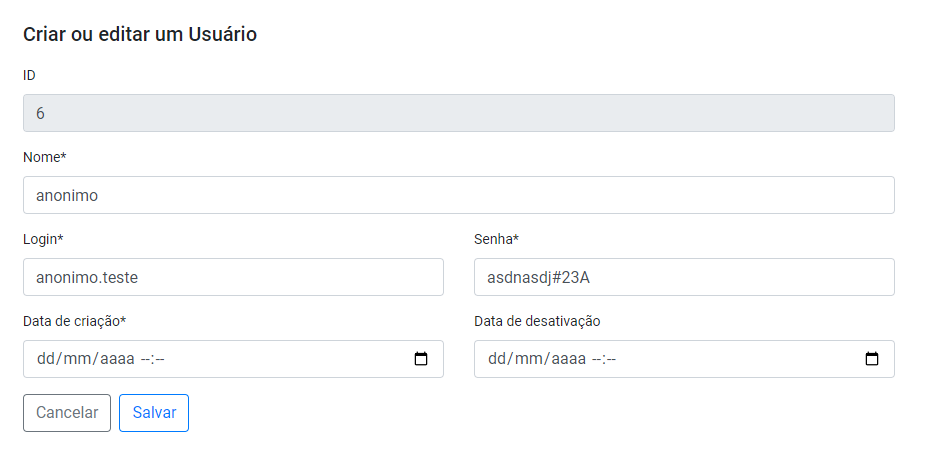 Criar ou editar um Usuário
ID
6
Nome*
anonimo
Login* Senha*
anonimo.teste asdnasdj#23A
Data de criação* Data de desativação
dd/mm/aaaa --:-- dd/mm/aaaa --:--
Cancelar Salvar